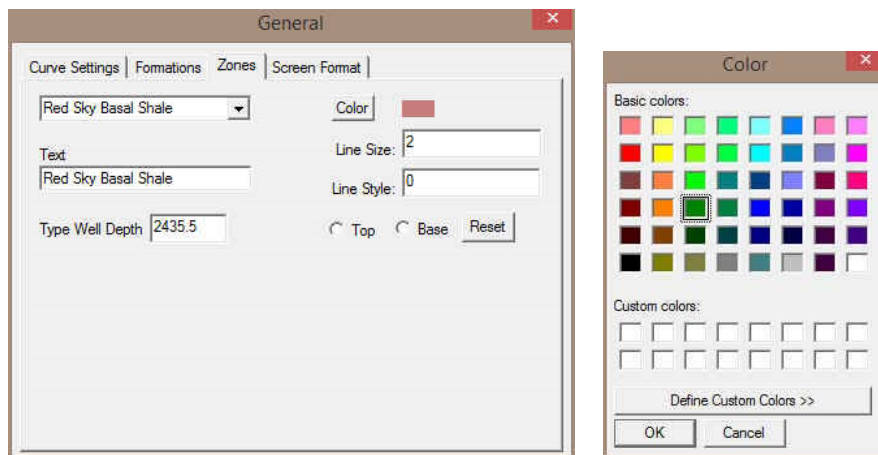 General
Curve Settings Formations Zones Screen Format
Red Sky Basal Shale Color
Text Line Size: 2
Red Sky Basal Shale Line Style: 0
Type Well Depth 2435.5 Top Base Reset
Color
Basic colors:
Custom colors:
Define Custom Colors >>
OK Cancel